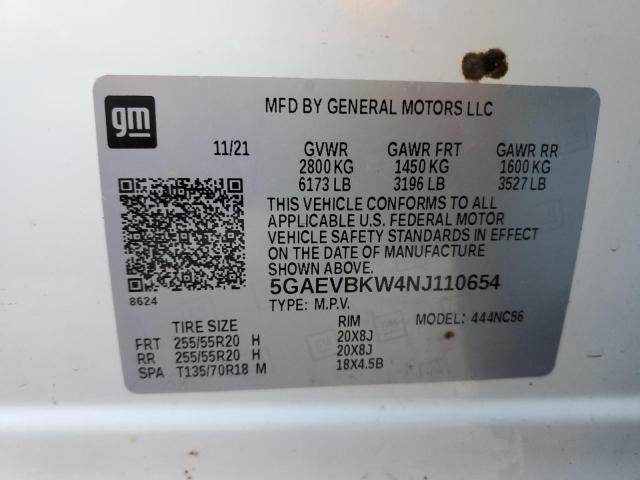 gm
MFD BY GENERAL MOTORS LLC
11/21 GVWR GAWR FRT GAWR RR
2800 KG 1450 KG 1600 KG
6173 LB 3196 LB 3527 LB
THIS VEHICLE CONFORMS TO ALL
APPLICABLE U.S. FEDERAL MOTOR
VEHICLE SAFETY STANDARDS IN EFFECT
ON THE DATE OF MANUFACTURE
SHOWN ABOVE.
5GAEVBKW4NJ110654
8624
TYPE: M.P.V.
MODEL: 444NC56
TIRE SIZE RIM
FRT 255/55R20 H 20X8J
RR 255/55R20 H 20X8J
SPA T135/70R18 M 18X4.5B